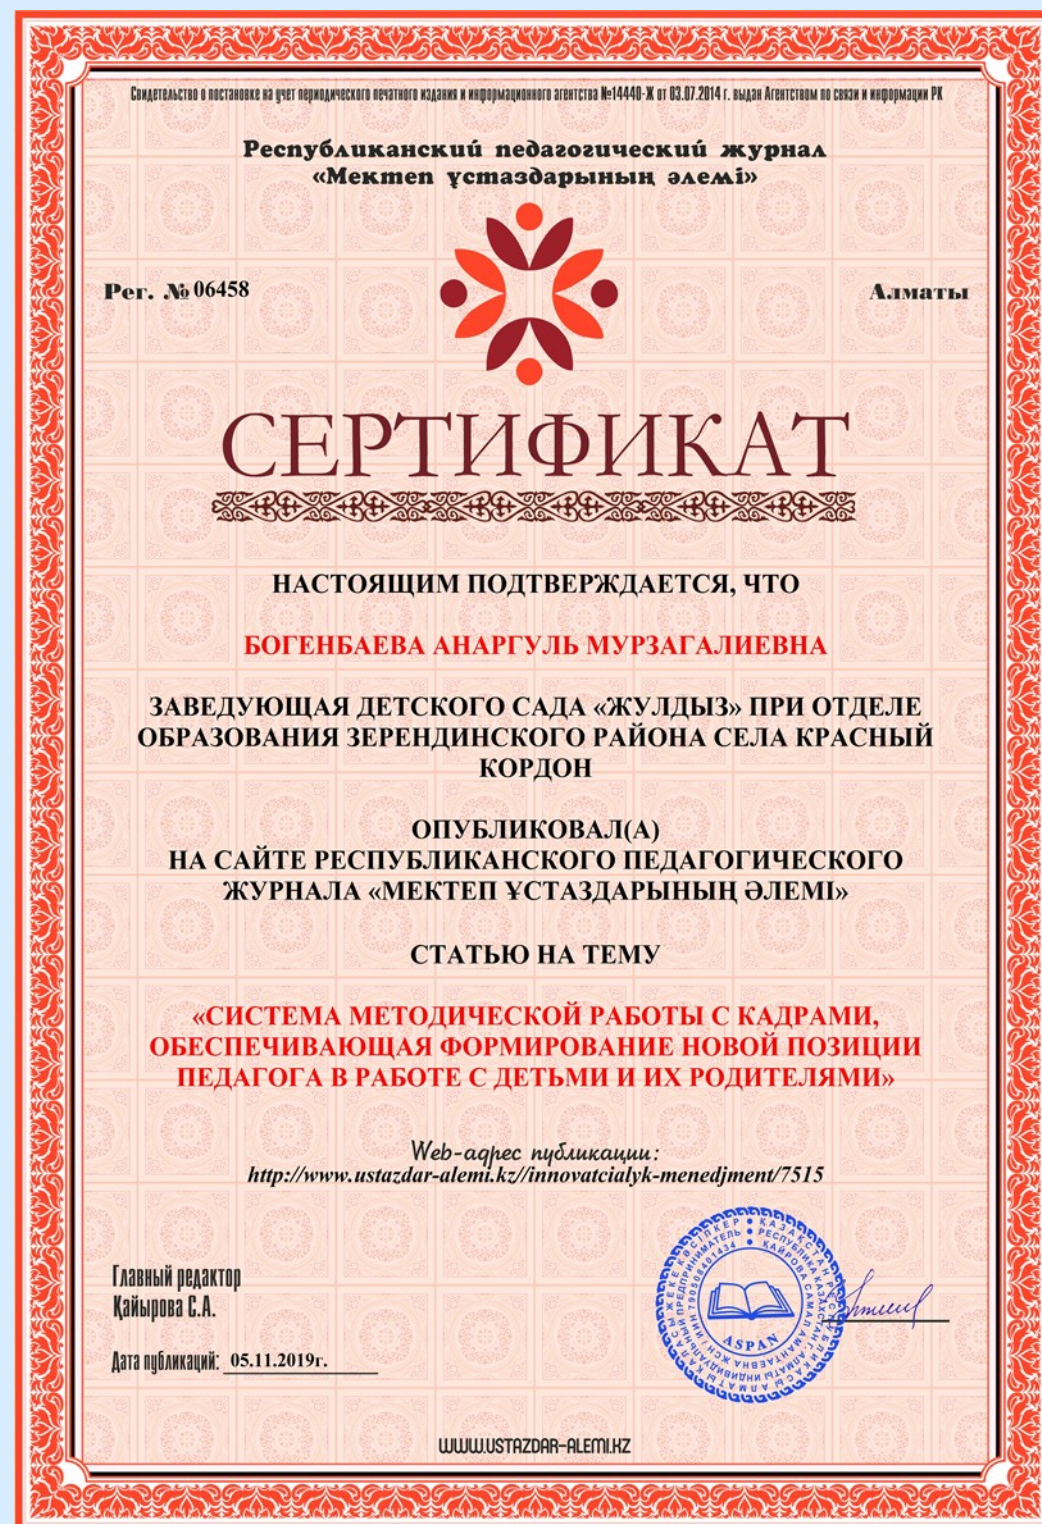 Свидетельство о постановке на учет периодического печатного издания и информационного агентства №14440-Ж от 03.07.2014 г. выдан Агентством по связи и информации РК
Республиканский педагогический журнал
«Мектеп ұстаздарының әлемі»
Рег. № 06458
Алматы
СЕРТИФИКАТ
НАСТОЯЩИМ ПОДТВЕРЖДАЕТСЯ, ЧТО
БОГЕНБАЕВА АНАРГУЛЬ МУРЗАГАЛИЕВНА
ЗАВЕДУЮЩАЯ ДЕТСКОГО САДА «ЖУЛДЫЗ» ПРИ ОТДЕЛЕ
ОБРАЗОВАНИЯ ЗЕРЕНДИНСКОГО РАЙОНА СЕЛА КРАСНЫЙ
КОРДОН
ОПУБЛИКОВАЛ(А)
НА САЙТЕ РЕСПУБЛИКАНСКОГО ПЕДАГОГИЧЕСКОГО
ЖУРНАЛА «МЕКТЕП ҰСТАЗДАРЫНЫҢ ӘЛЕМІ»
СТАТЬЮ НА ТЕМУ
«СИСТЕМА МЕТОДИЧЕСКОЙ РАБОТЫ С КАДРАМИ,
ОБЕСПЕЧИВАЮЩАЯ ФОРМИРОВАНИЕ НОВОЙ ПОЗИЦИИ
ПЕДАГОГА В РАБОТЕ С ДЕТЬМИ И ИХ РОДИТЕЛЯМИ»
Web-адрес публикации:
http://www.ustazdar-alemi.kz//innovatcialyk-menedjment/7515
Главный редактор
Қайырова С.А.
Дата публикаций: 05.11.2019г.
ASPAN
WWW.USTAZDAR-ALEMI.KZ